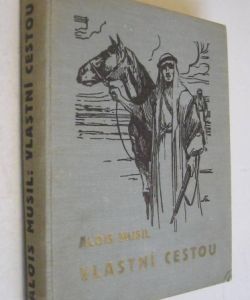 ALOIS MUSIL: VLASTNÍ CESTOU
ALOIS MUSIL
VLASTNÍ CESTOU